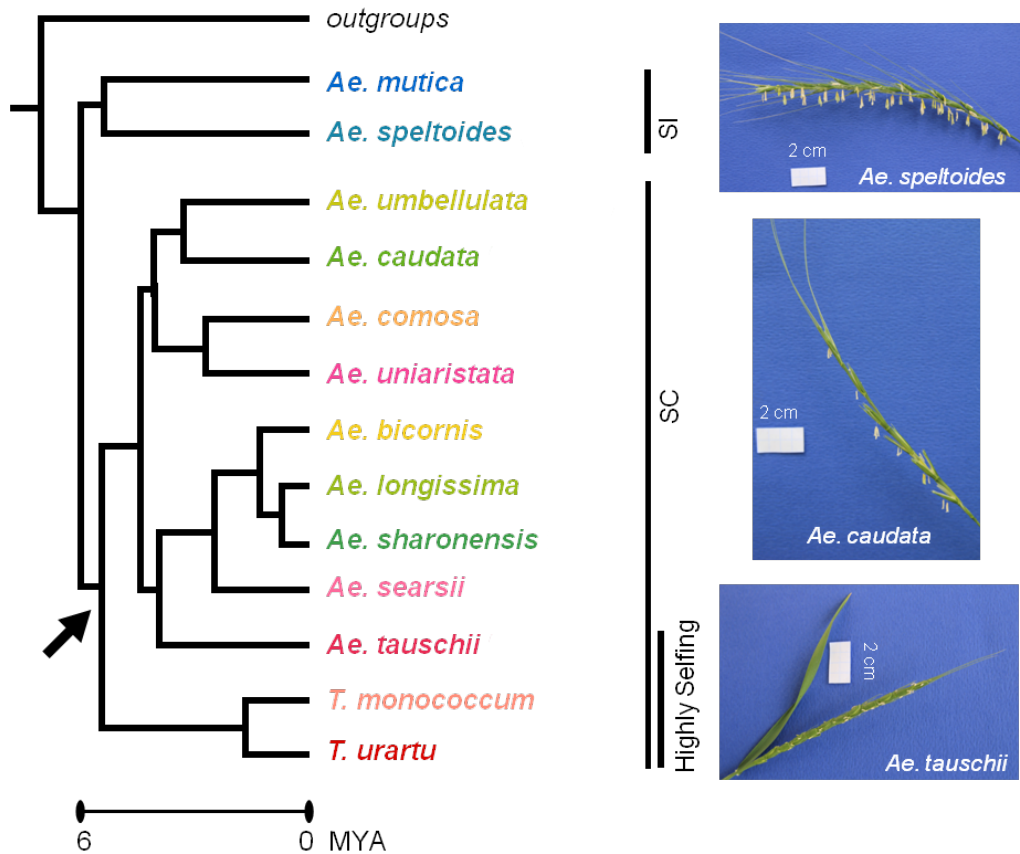 outgroups
Ae. mutica
Ae. speltoides
Ae. umbellulata
Ae. caudata
Ae. comosa
Ae. uniaristata
Ae. bicornis
Ae. longissima
Ae. sharonensis
Ae. searsii
Ae. tauschii
T. monococcum
T. urartu
6 0 MYA
SI
SC
Highly Selfing
2 cm
Ae. speltoides
2 cm
Ae. caudata
2 cm
Ae. tauschii